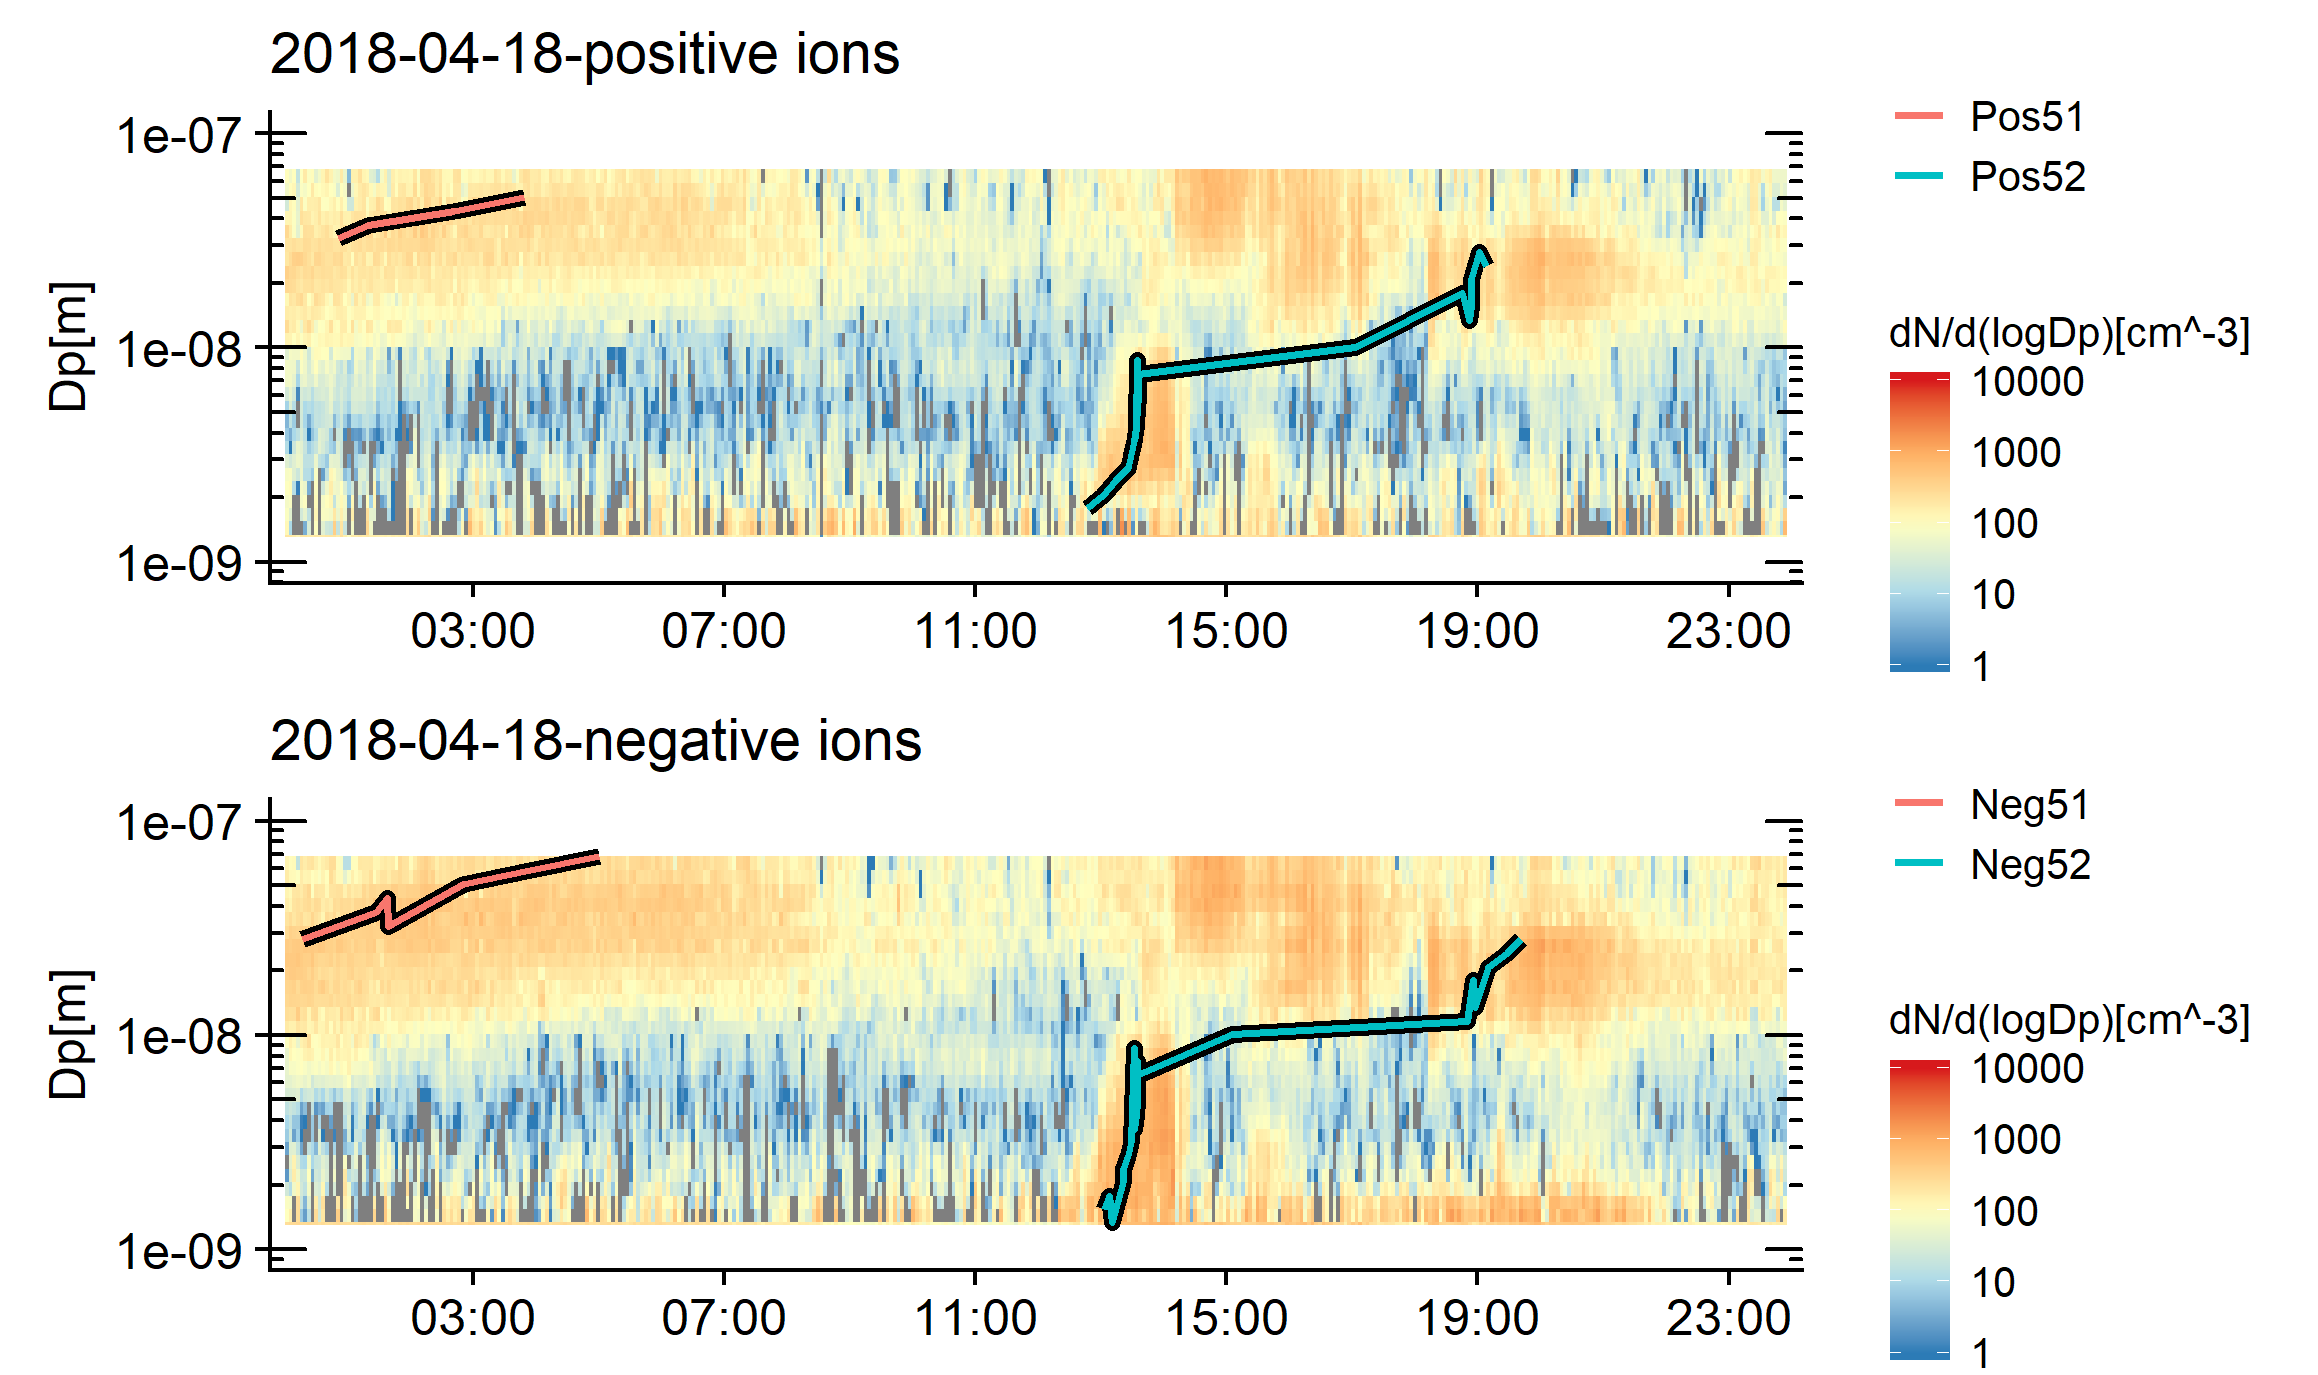 2018-04-18-positive ions
Dp[m]
1e-07
1e-08
1e-09
03:00
07:00
11:00
15:00
19:00
23:00
Pos51
Pos52
dN/d(logDp)[cm^-3]
10000
1000
100
10
1
2018-04-18-negative ions
Dp[m]
1e-07
1e-08
1e-09
03:00
07:00
11:00
15:00
19:00
23:00
Neg51
Neg52
dN/d(logDp)[cm^-3]
10000
1000
100
10
1